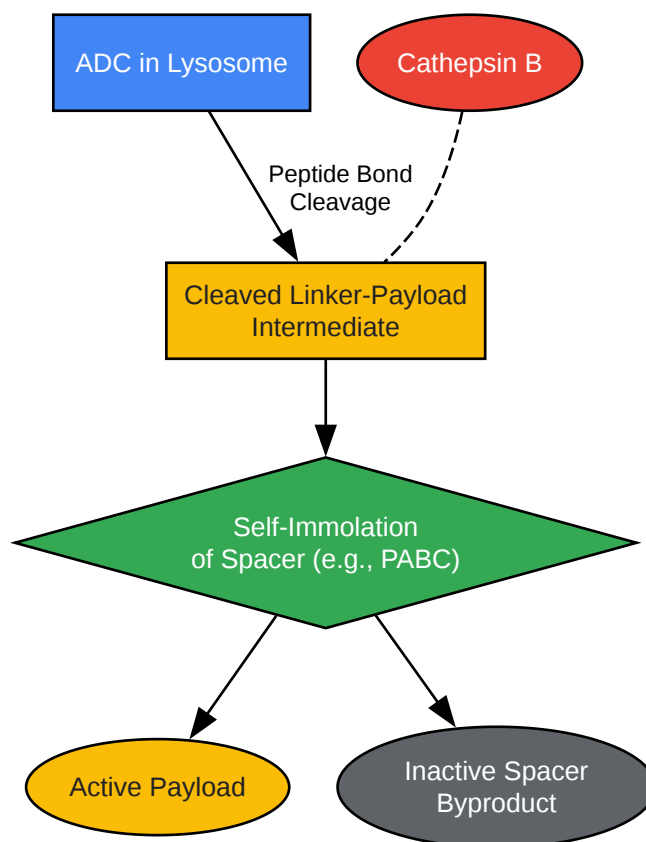 ADC in Lysosome
Cathepsin B
Peptide Bond
Cleavage
Cleaved Linker-Payload
Intermediate
Self-Immolation
of Spacer (e.g., PABC)
Active Payload
Inactive Spacer
Byproduct